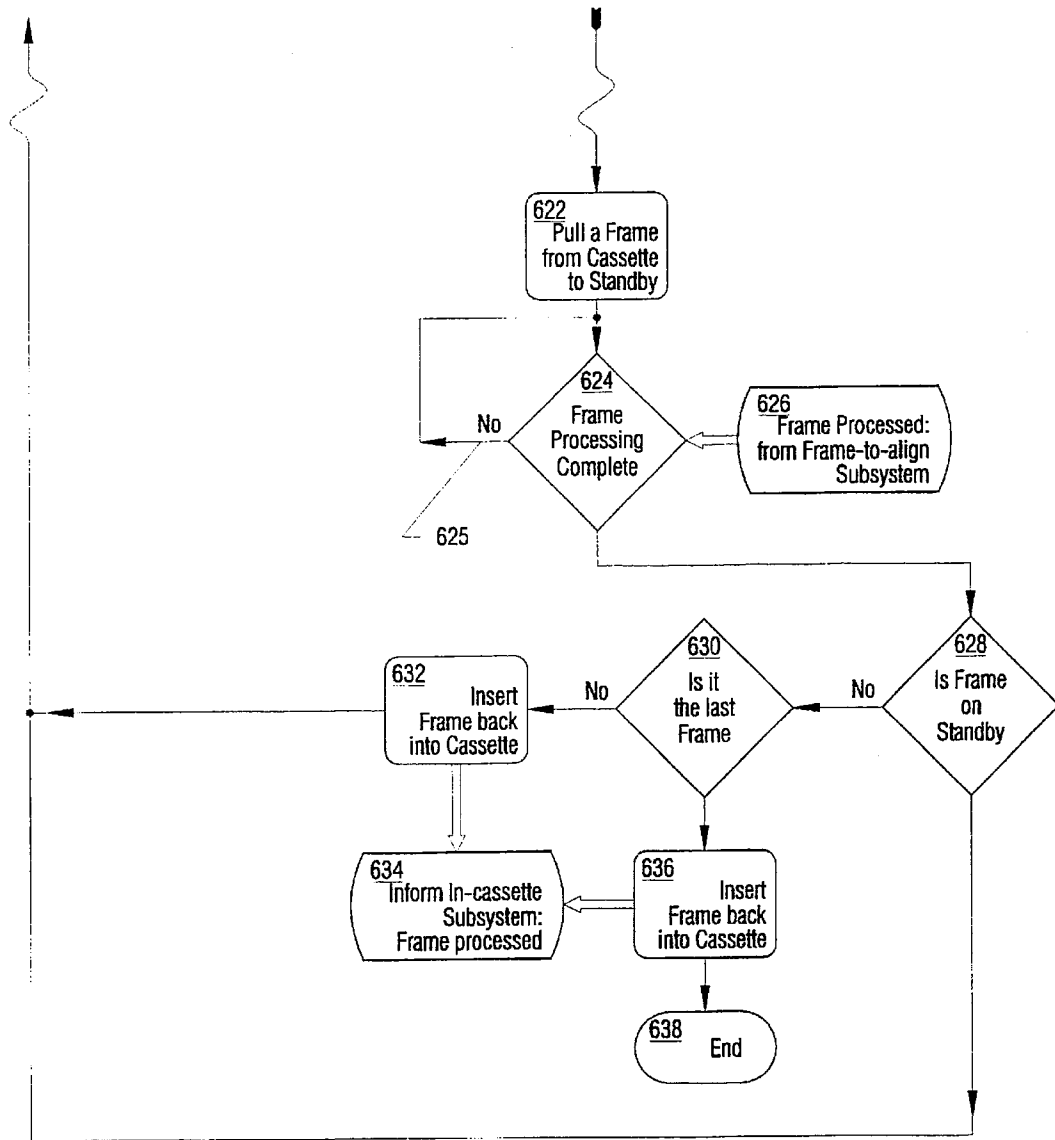 622
Pull a Frame
from Cassette
to Standby
624
Frame
Processing
Complete
No
625
626
Frame Processed:
from Frame-to-align
Subsystem
628
Is Frame
on
Standby
No
630
Is it
the last
Frame
No
632
Insert
Frame back
into Cassette
634
Inform In-cassette
Subsystem:
Frame processed
636
Insert
Frame back
into Cassette
638
End